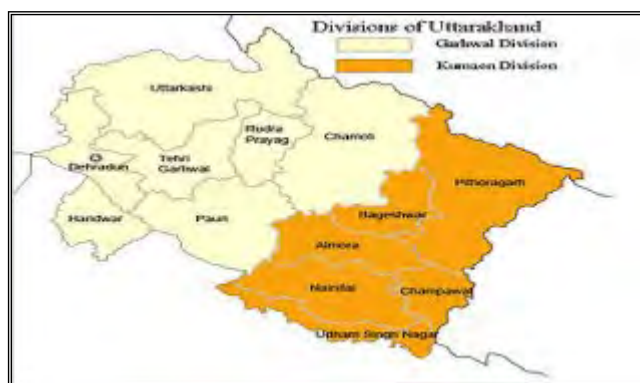 Divisions of Uttarakhand
Garhwal Division
Kumaon Division
Uttarkashi
Rudra
Prayag
Chamoli
Dehradun
Tehri
Garhwal
Pithoragarh
Haridwar
Pauri
Bageshwar
Almora
Nainital
Champawat
Udham Singh Nagar